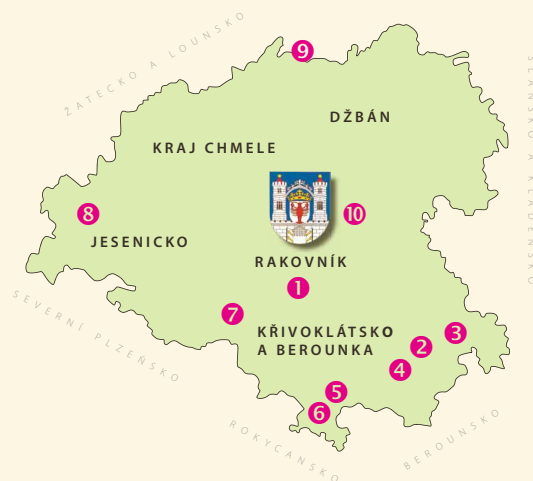 ŽATECKO A LOUNSKO
9
DŽBÁN
SLÁNSKO A KLADENSKO
KRAJ CHMELE
8
10
JESENICKO
RAKOVNÍK
1
7
SEVERNÍ PLZEŇSKO
KŘIVOKLÁTSKO
A BEROUNKA
3
2
4
5
6
ROKYCANSKO
BEROUNSKO